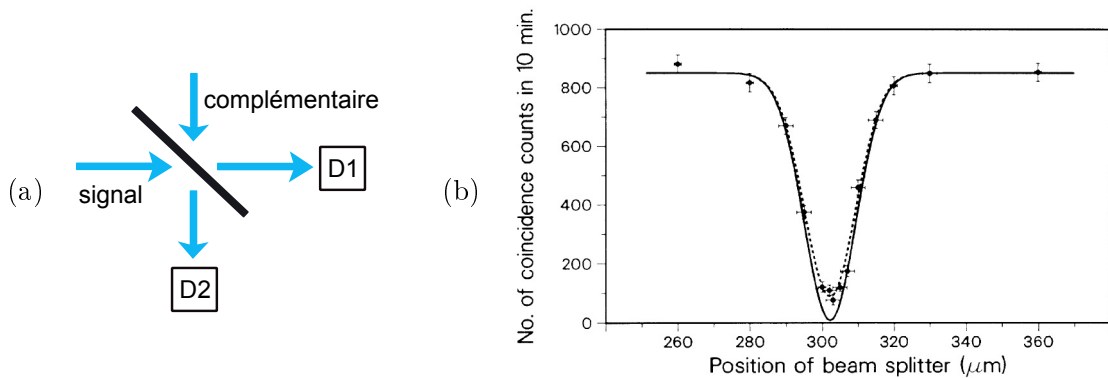 (a)
complémentaire
signal
D1
D2
(b)
No. of coincidence counts in 10 min.
1000
800
600
400
200
0
260 280 300 320 340 360
Position of beam splitter (μm)